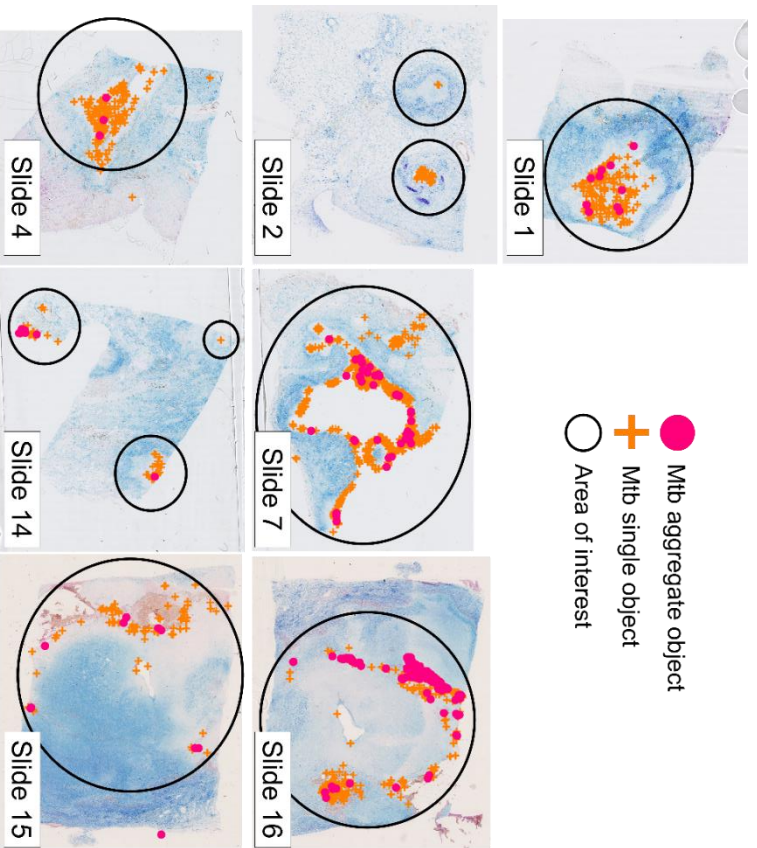 Mtb aggregate object
Mtb single object
Area of interest
Slide 1
Slide 2
Slide 4
Slide 7
Slide 14
Slide 16
Slide 15